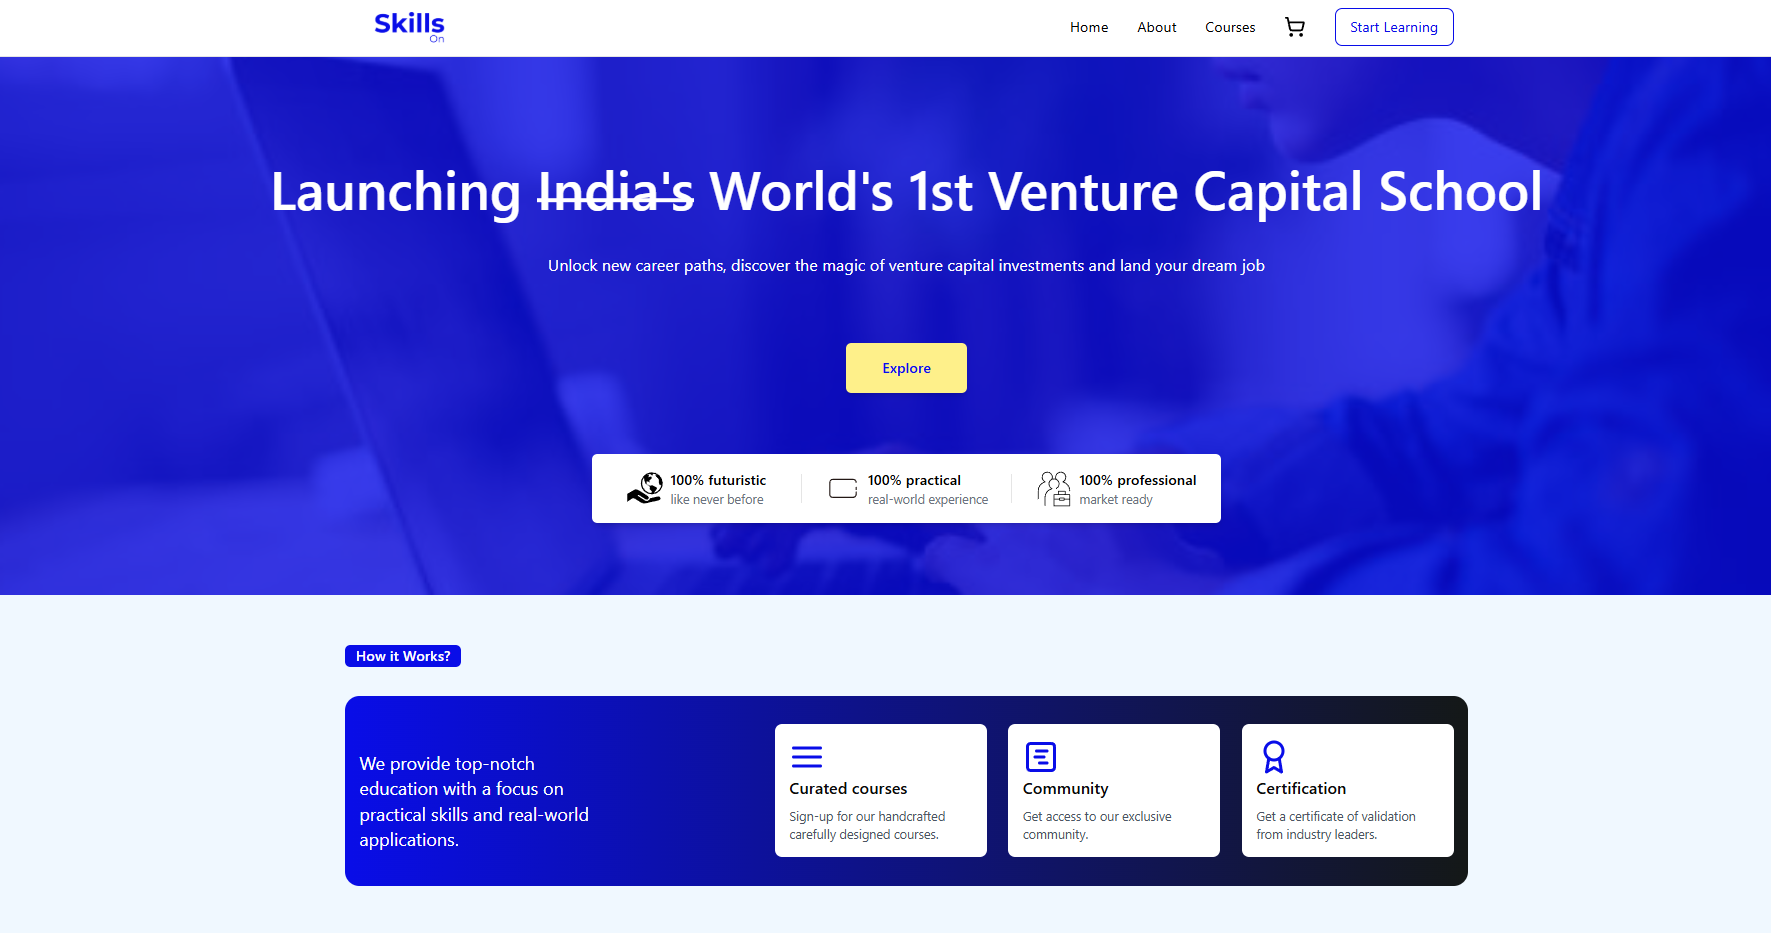 Skills
On
Home
About
Courses
Start Learning
Launching India's World's 1st Venture Capital School
Unlock new career paths, discover the magic of venture capital investments and land your dream job
Explore
100% futuristic
like never before
100% practical
real-world experience
100% professional
market ready
How it Works?
We provide top-notch
education with a focus on
practical skills and real-world
applications.
Curated courses
Sign-up for our handcrafted
carefully designed courses.
Community
Get access to our exclusive
community.
Certification
Get a certificate of validation
from industry leaders.